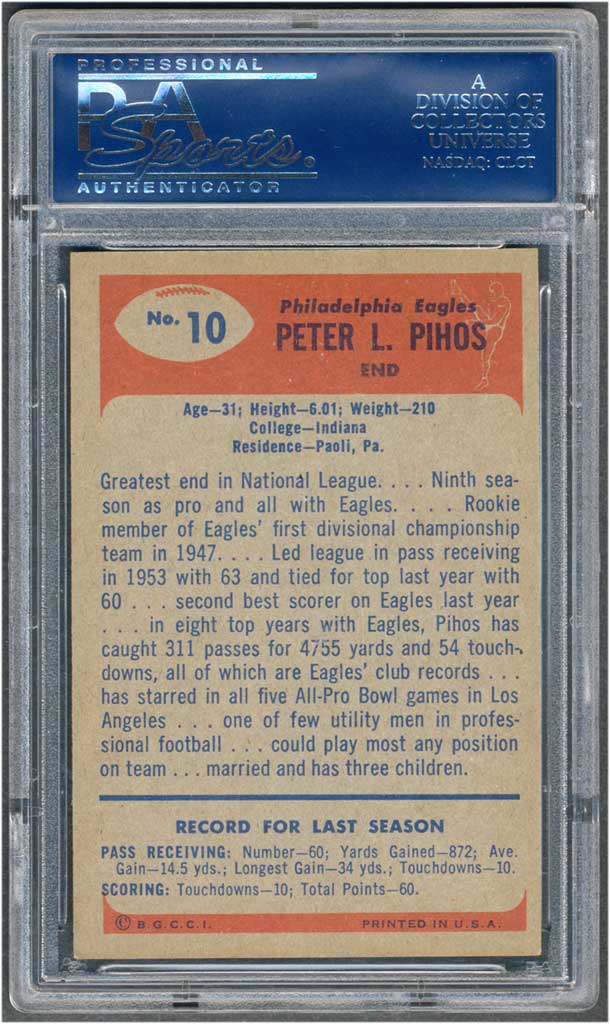 PROFESSIONAL
PSA
Sports®
AUTHENTICATOR
A
DIVISION OF
COLLECTORS
UNIVERSE
NASDAQ: CLCT
No. 10
Philadelphia Eagles
PETER L. PIHOS
END
Age—31; Height—6.01; Weight—210
College—Indiana
Residence—Paoli, Pa.
Greatest end in National League. . . . Ninth sea-
son as pro and all with Eagles. . . . Rookie
member of Eagles' first divisional championship
team in 1947. . . . Led league in pass receiving
in 1953 with 63 and tied for top last year with
60 . . . second best scorer on Eagles last year
. . . in eight top years with Eagles, Pihos has
caught 311 passes for 4755 yards and 54 touch-
downs, all of which are Eagles' club records . . .
has starred in all five All-Pro Bowl games in Los
Angeles . . . one of few utility men in profes-
sional football . . . could play most any position
on team . . . married and has three children.
RECORD FOR LAST SEASON
PASS RECEIVING: Number—60; Yards Gained—872; Ave.
Gain—14.5 yds.; Longest Gain—34 yds.; Touchdowns—10.
SCORING: Touchdowns—10; Total Points—60.
© B.G.C.C.I. PRINTED IN U.S.A.